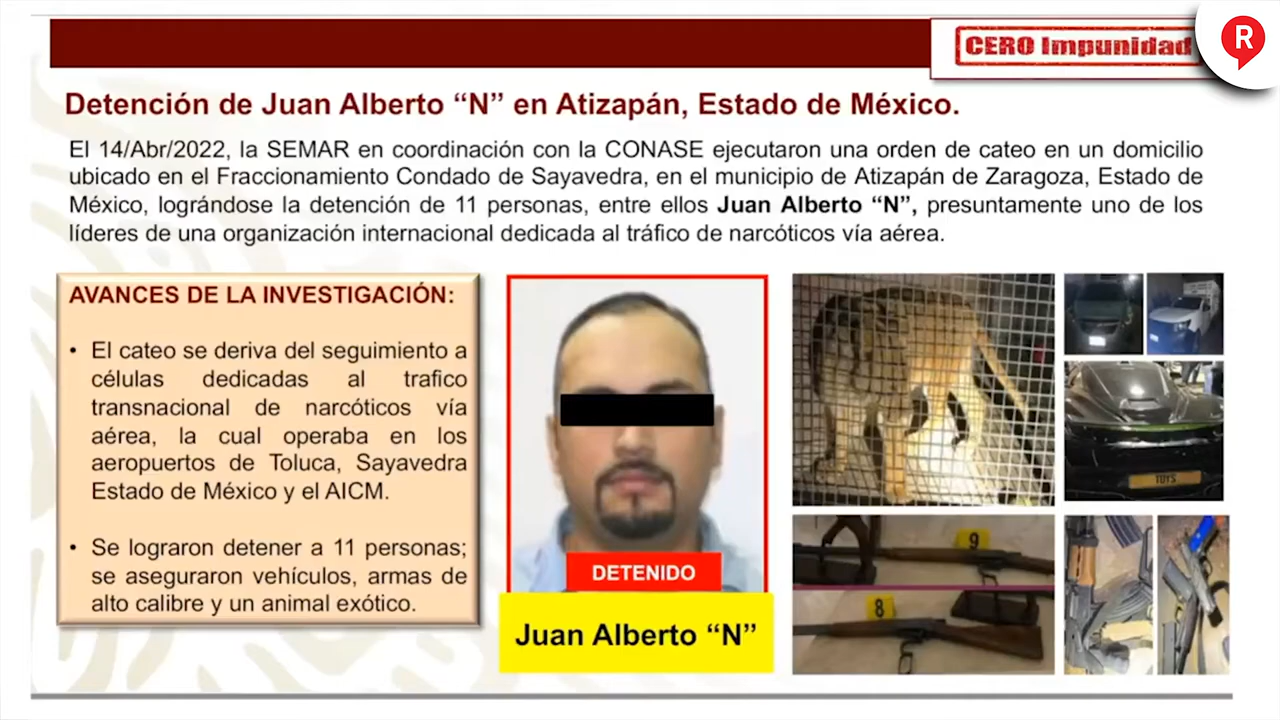 CERO Impunidad
R
Detención de Juan Alberto “N” en Atizapán, Estado de México.
El 14/Abr/2022, la SEMAR en coordinación con la CONASE ejecutaron una orden de cateo en un domicilio
ubicado en el Fraccionamiento Condado de Sayavedra, en el municipio de Atizapán de Zaragoza, Estado de
México, lográndose la detención de 11 personas, entre ellos Juan Alberto “N”, presuntamente uno de los
líderes de una organización internacional dedicada al tráfico de narcóticos vía aérea.
AVANCES DE LA INVESTIGACIÓN:
• El cateo se deriva del seguimiento a
células dedicadas al trafico
transnacional de narcóticos vía
aérea, la cual operaba en los
aeropuertos de Toluca, Sayavedra
Estado de México y el AICM.
• Se lograron detener a 11 personas;
se aseguraron vehículos, armas de
alto calibre y un animal exótico.
DETENIDO
Juan Alberto “N”
TOYS
9
8